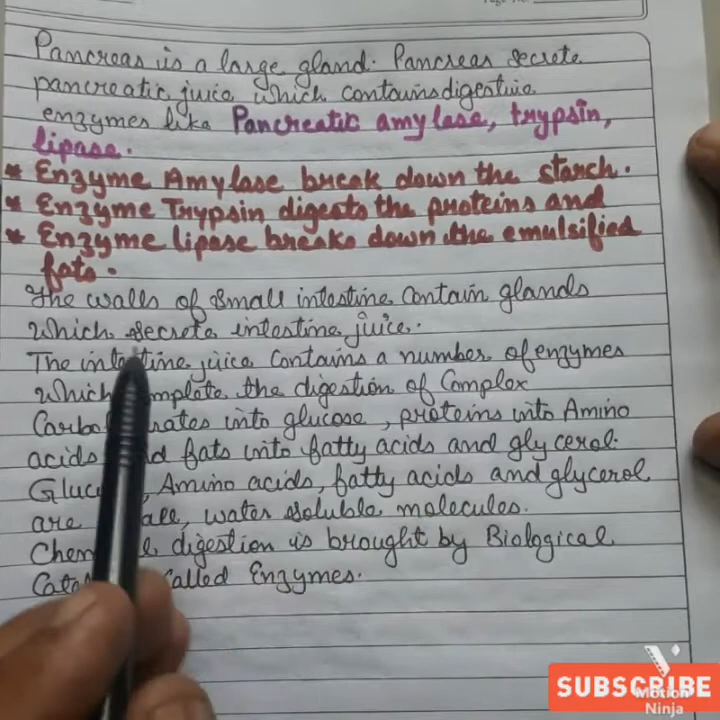 Pancreas is a large gland. Pancreas secrete
pancreatic juice which contains digestive
enzymes like Pancreatic amylase, trypsin,
lipase.
* Enzyme Amylase break down the starch.
* Enzyme Trypsin digests the proteins and
* Enzyme lipase breaks down the emulsified
fats.
The walls of small intestine contain glands
which secrete intestine juice.
The intestine juice contains a number of enzymes
which complete the digestion of Complex
Carbohydrates into glucose, proteins into Amino
acids and fats into fatty acids and glycerol.
Amino acids, fatty acids and glycerol
are water soluble molecules.
digestion is brought by Biological
called Enzymes.
SUBSCRIBE
Motion
Ninja